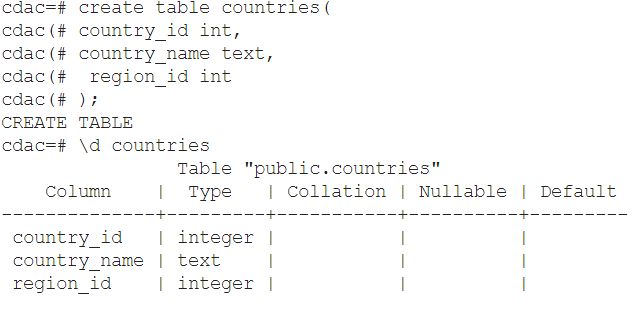 cdac=# create table countries(
cdac(# country_id int,
cdac(# country_name text,
cdac(#  region_id int
cdac(# );
CREATE TABLE
cdac=# \d countries
                Table "public.countries"
    Column    |  Type   | Collation | Nullable | Default
--------------+---------+-----------+----------+---------
 country_id   | integer |           |          |
 country_name | text    |           |          |
 region_id    | integer |           |          |